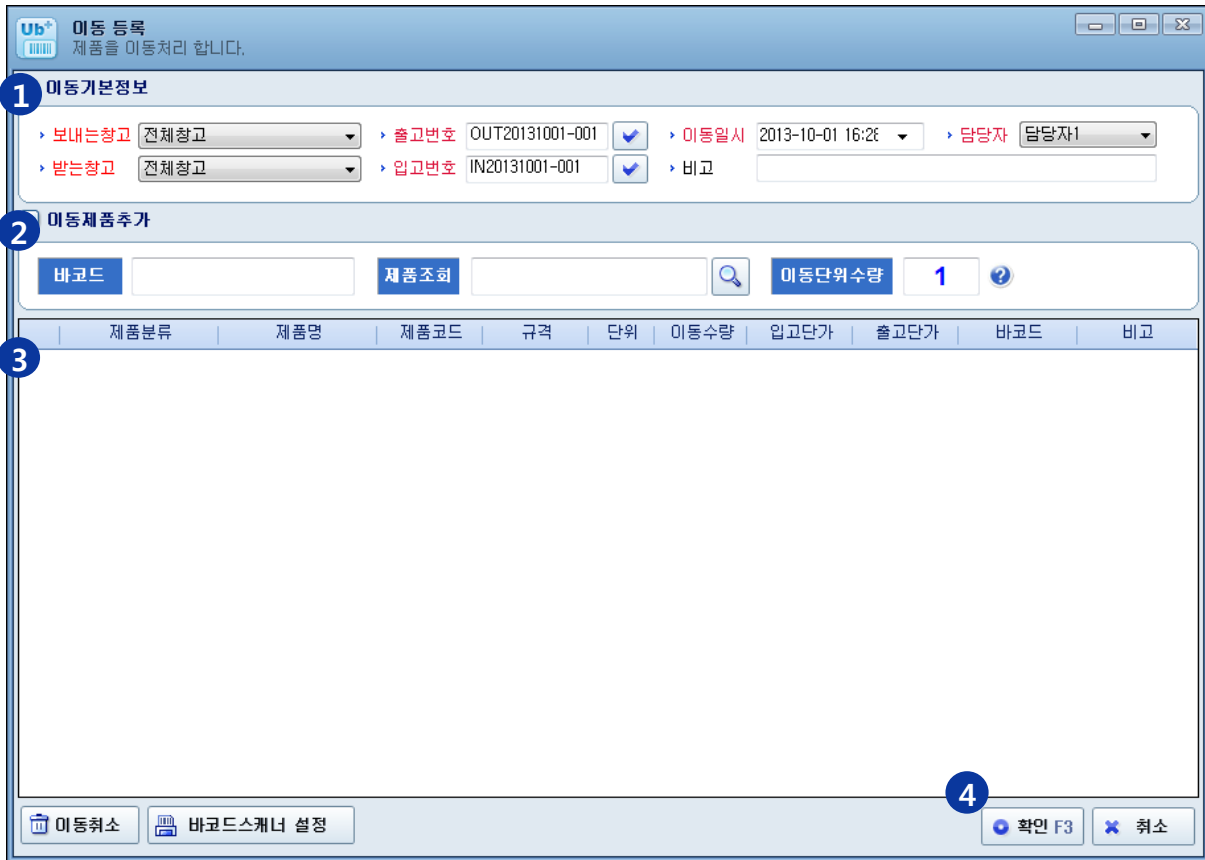 Ub+ 이동 등록
제품을 이동처리 합니다.
1 이동기본정보
보내는창고 전체창고 출고번호 OUT20131001-001 이동일시 2013-10-01 16:28 담당자 담당자1
받는창고 전체창고 입고번호 IN20131001-001 비고
2 이동제품추가
바코드 제품조회 이동단위수량 1 ?
제품분류 제품명 제품코드 규격 단위 이동수량 입고단가 출고단가 바코드 비고
3
4
이동취소 바코드스캐너 설정 확인 F3 취소